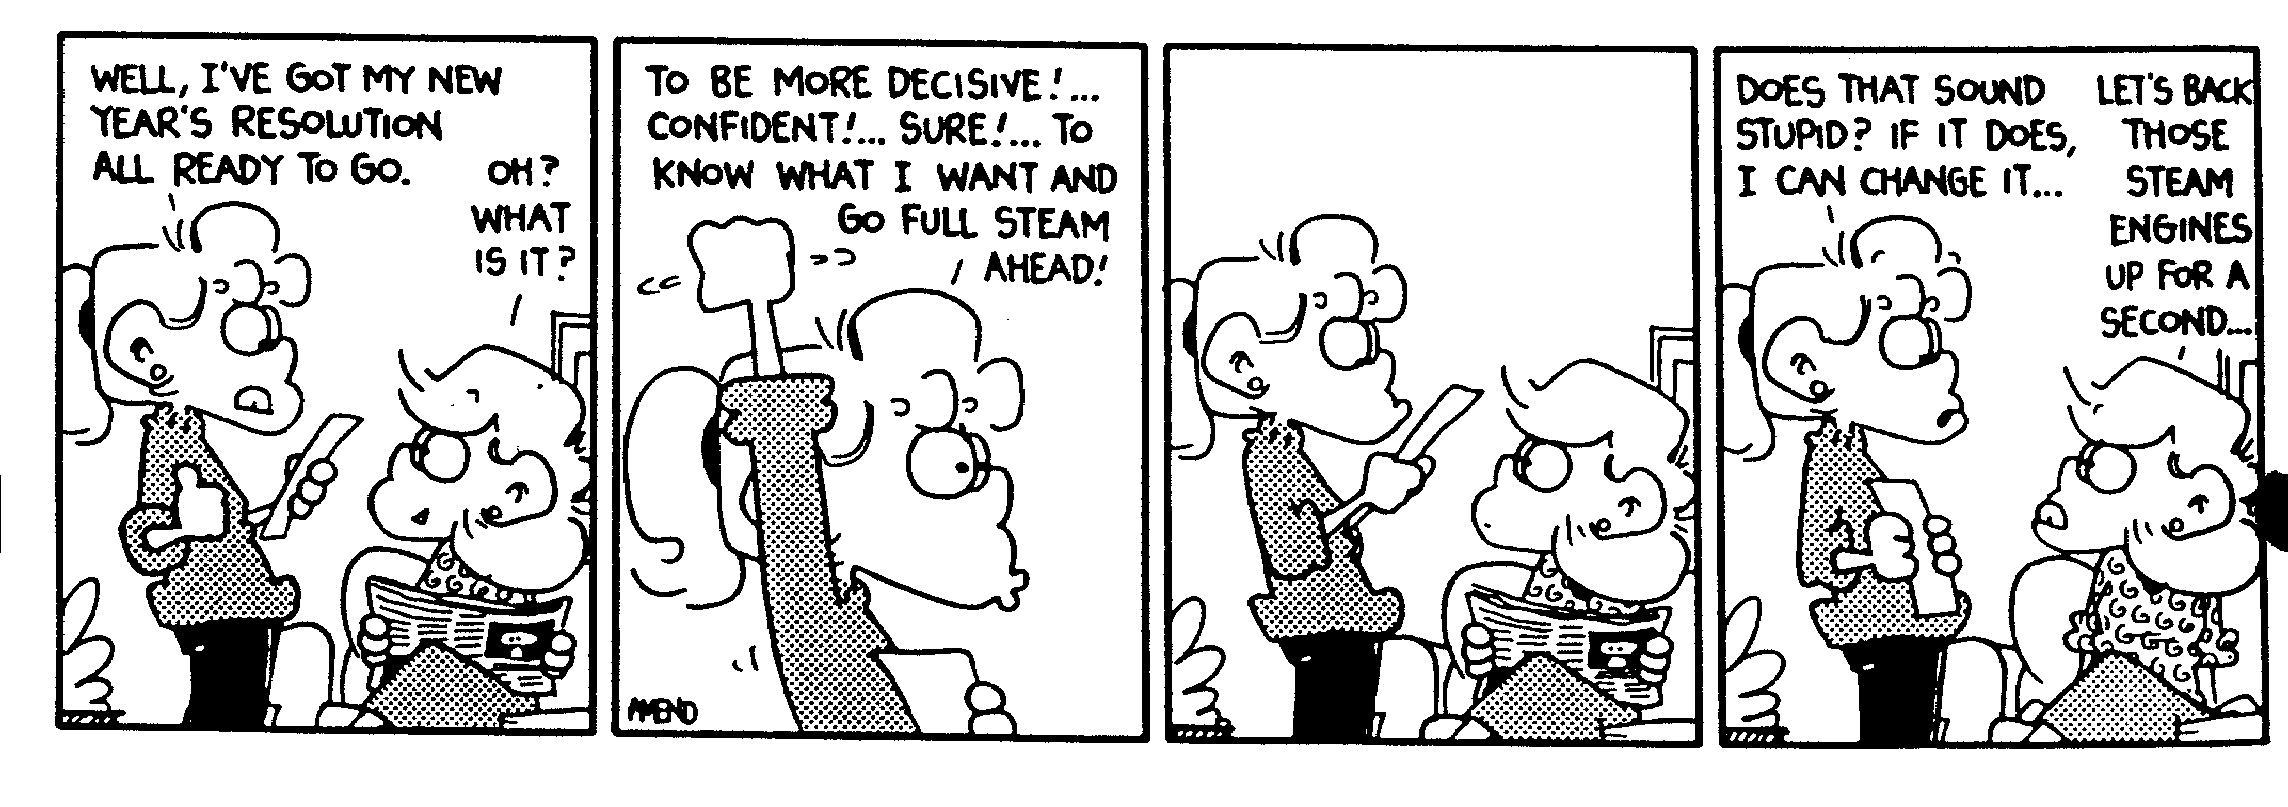 WELL, I'VE GOT MY NEW
YEAR'S RESOLUTION
ALL READY TO GO.
OH?
WHAT
IS IT?
TO BE MORE DECISIVE!...
CONFIDENT!... SURE!... TO
KNOW WHAT I WANT AND
GO FULL STEAM
AHEAD!
AMEND
DOES THAT SOUND
STUPID? IF IT DOES,
I CAN CHANGE IT...
LET'S BACK
THOSE
STEAM
ENGINES
UP FOR A
SECOND...